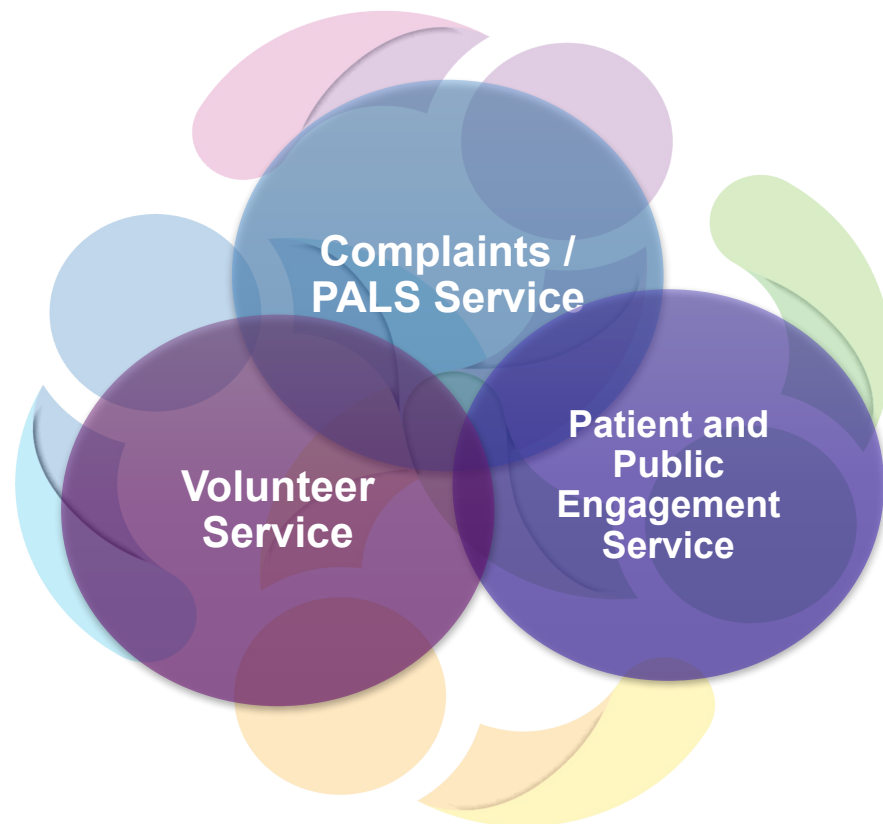 Complaints /
PALS Service
Volunteer
Service
Patient and
Public
Engagement
Service